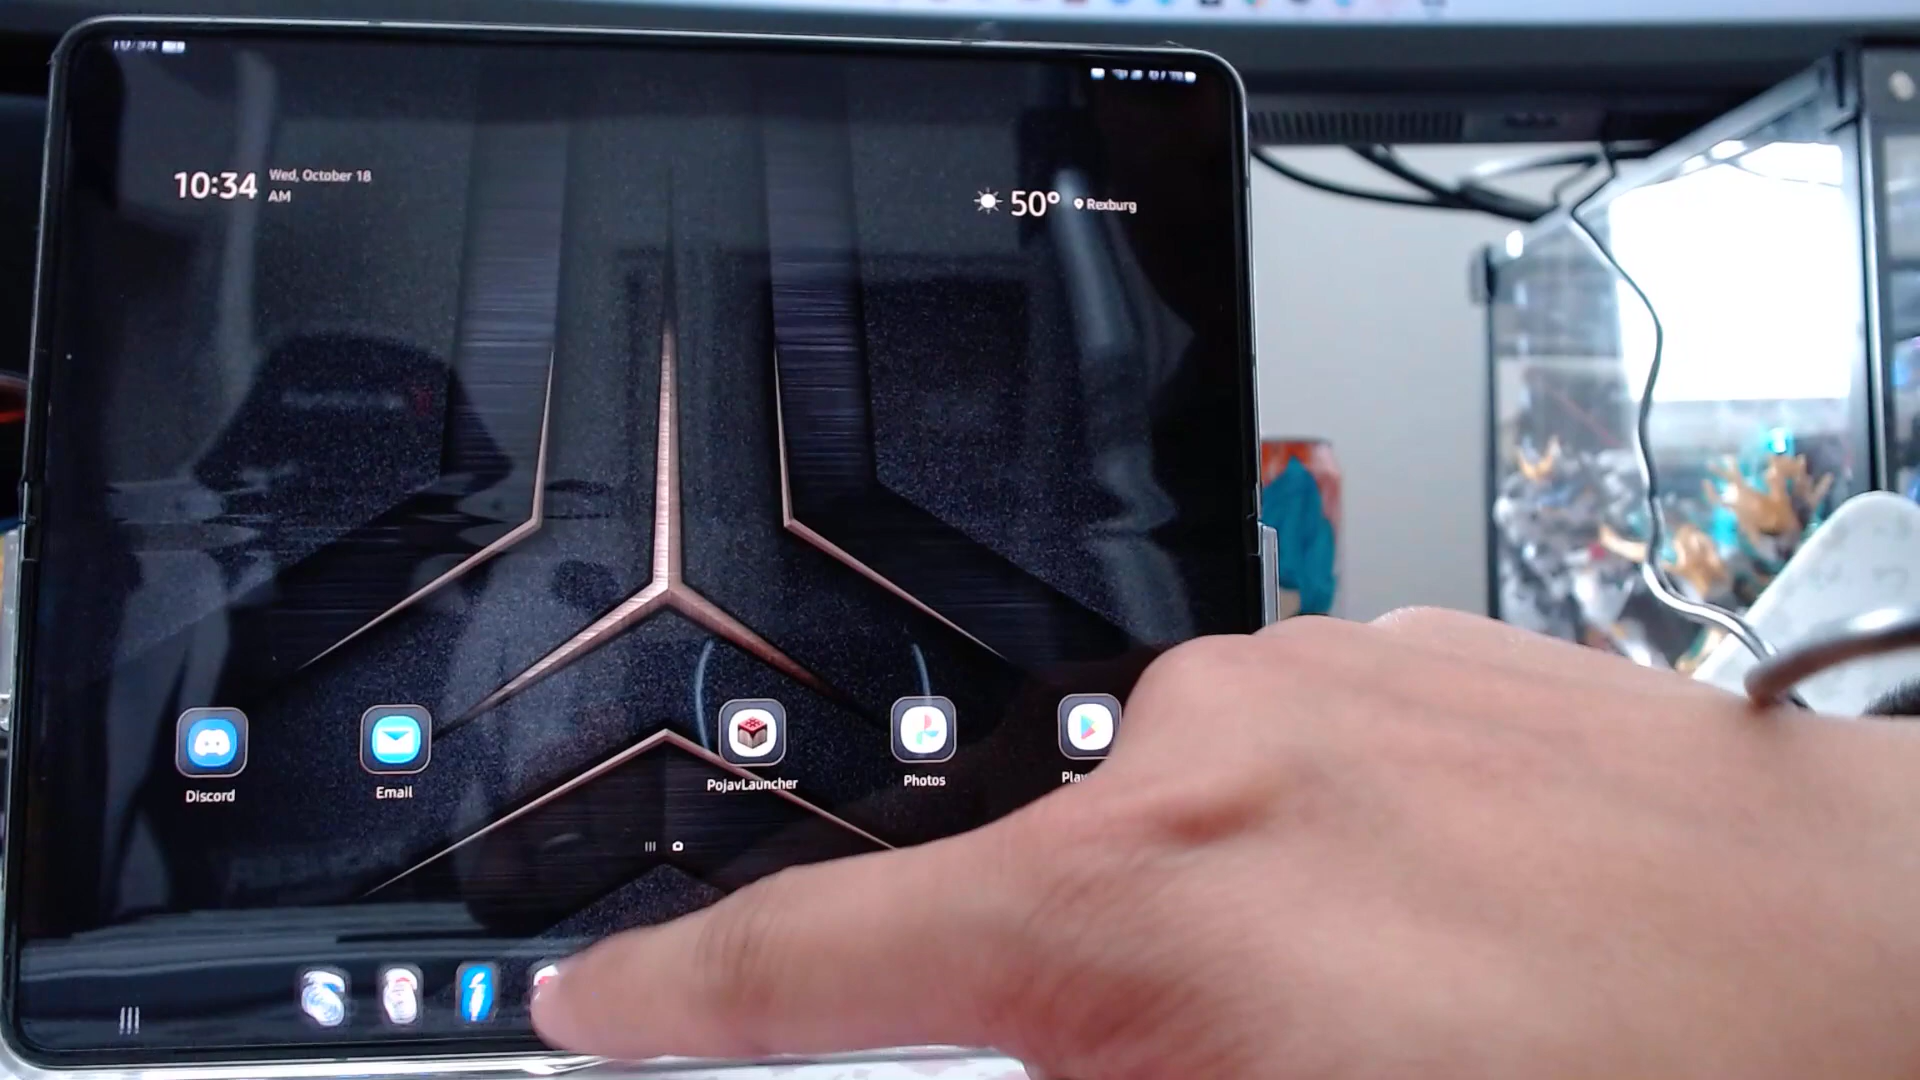 10:34
Wed, October 18
AM
50°
Rexburg
Discord
Email
PojavLauncher
Photos